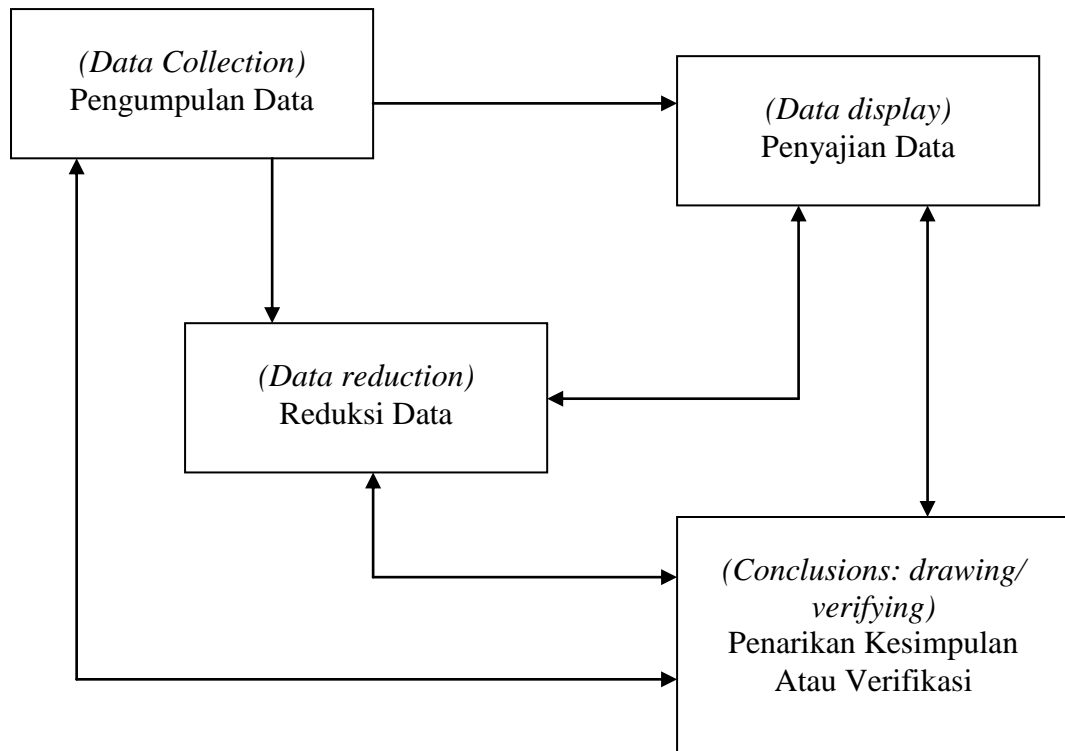 (Data Collection)
Pengumpulan Data
(Data display)
Penyajian Data
(Data reduction)
Reduksi Data
(Conclusions: drawing/
verifying)
Penarikan Kesimpulan
Atau Verifikasi